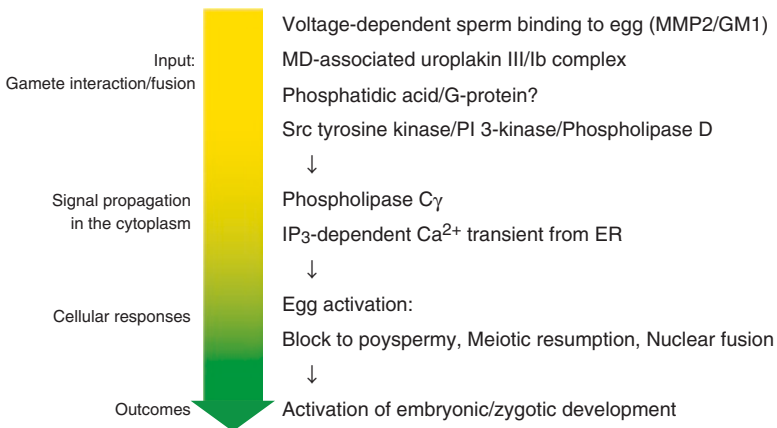 Voltage-dependent sperm binding to egg (MMP2/GM1)
Input:
Gamete interaction/fusion
MD-associated uroplakin III/Ib complex
Phosphatidic acid/G-protein?
Src tyrosine kinase/PI 3-kinase/Phospholipase D
↓
Signal propagation
in the cytoplasm
Phospholipase Cγ
IP3-dependent Ca2+ transient from ER
↓
Cellular responses
Egg activation:
Block to poyspermy, Meiotic resumption, Nuclear fusion
↓
Outcomes
Activation of embryonic/zygotic development